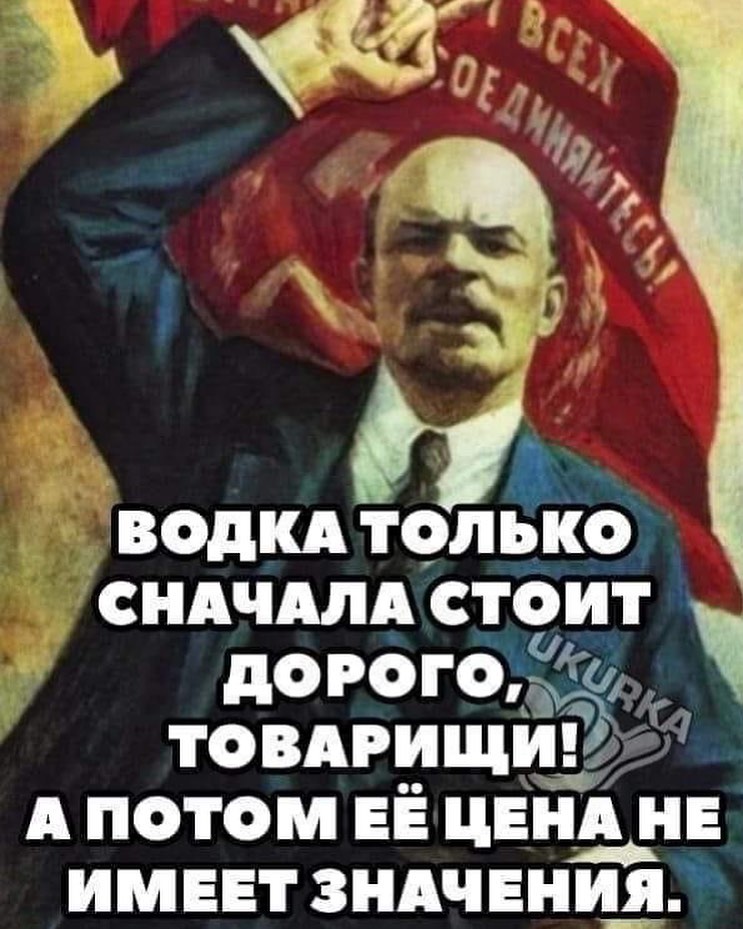 ВСЕХ
СОЕДИНЯЙТЕСЬ!
ВОДКА ТОЛЬКО
СНАЧАЛА СТОИТ
ДОРОГО,
ТОВАРИЩИ!
А ПОТОМ ЕЁ ЦЕНА НЕ
ИМЕЕТ ЗНАЧЕНИЯ.
UKURKA